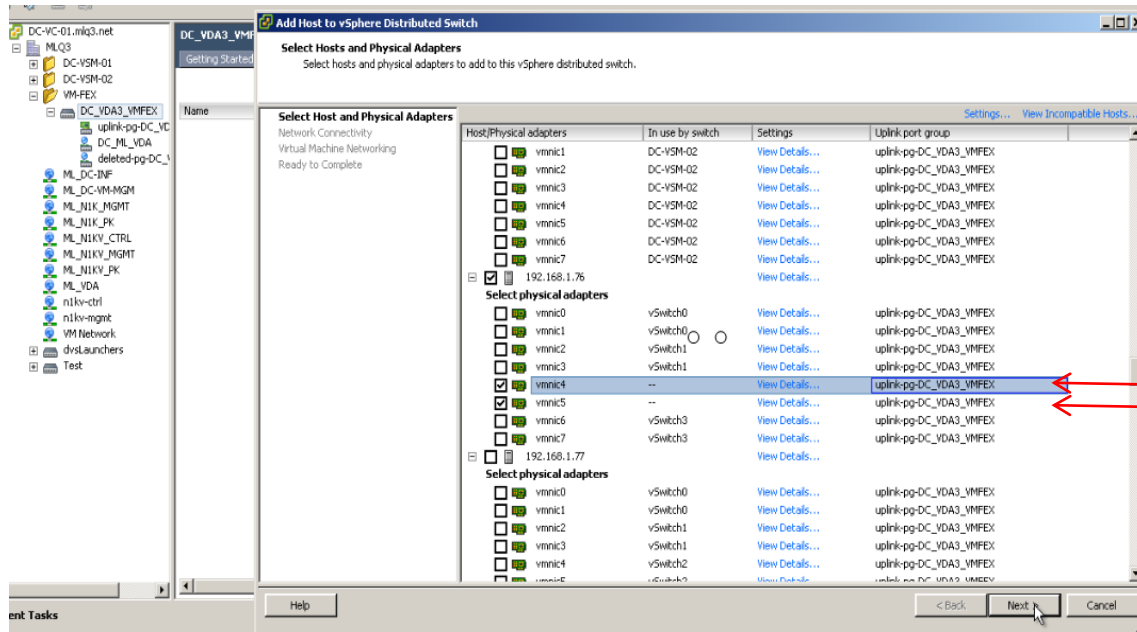 DC-VC-01.mlq3.net
MLQ3
DC-VSM-01
DC-VSM-02
VM-FEX
DC_VDA3_VMFEX
uplink-pg-DC_VD
DC_ML_VDA
deleted-pg-DC_V
ML_DC-INF
ML_DC-VM-MGM
ML_N1K_MGMT
ML_N1K_PK
ML_N1KV_CTRL
ML_N1KV_MGMT
ML_N1KV_PK
ML_VDA
n1kv-ctrl
n1kv-mgmt
VM Network
dvsLaunchers
Test
ent Tasks
DC_VDA3_VMF
Getting Started
Name
Add Host to vSphere Distributed Switch
Select Hosts and Physical Adapters
Select hosts and physical adapters to add to this vSphere distributed switch.
Select Host and Physical Adapters
Network Connectivity
Virtual Machine Networking
Ready to Complete
Settings... View Incompatible Hosts...
Host/Physical adapters In use by switch Settings Uplink port group
vmnic1 DC-VSM-02 View Details... uplink-pg-DC_VDA3_VMFEX
vmnic2 DC-VSM-02 View Details... uplink-pg-DC_VDA3_VMFEX
vmnic3 DC-VSM-02 View Details... uplink-pg-DC_VDA3_VMFEX
vmnic4 DC-VSM-02 View Details... uplink-pg-DC_VDA3_VMFEX
vmnic5 DC-VSM-02 View Details... uplink-pg-DC_VDA3_VMFEX
vmnic6 DC-VSM-02 View Details... uplink-pg-DC_VDA3_VMFEX
vmnic7 DC-VSM-02 View Details... uplink-pg-DC_VDA3_VMFEX
192.168.1.76 View Details...
Select physical adapters
vmnic0 vSwitch0 View Details... uplink-pg-DC_VDA3_VMFEX
vmnic1 vSwitch0 View Details... uplink-pg-DC_VDA3_VMFEX
vmnic2 vSwitch1 View Details... uplink-pg-DC_VDA3_VMFEX
vmnic3 vSwitch1 View Details... uplink-pg-DC_VDA3_VMFEX
vmnic4 -- View Details... uplink-pg-DC_VDA3_VMFEX
vmnic5 -- View Details... uplink-pg-DC_VDA3_VMFEX
vmnic6 vSwitch3 View Details... uplink-pg-DC_VDA3_VMFEX
vmnic7 vSwitch3 View Details... uplink-pg-DC_VDA3_VMFEX
192.168.1.77 View Details...
Select physical adapters
vmnic0 vSwitch0 View Details... uplink-pg-DC_VDA3_VMFEX
vmnic1 vSwitch0 View Details... uplink-pg-DC_VDA3_VMFEX
vmnic2 vSwitch1 View Details... uplink-pg-DC_VDA3_VMFEX
vmnic3 vSwitch1 View Details... uplink-pg-DC_VDA3_VMFEX
vmnic4 vSwitch2 View Details... uplink-pg-DC_VDA3_VMFEX
Help < Back Next > Cancel